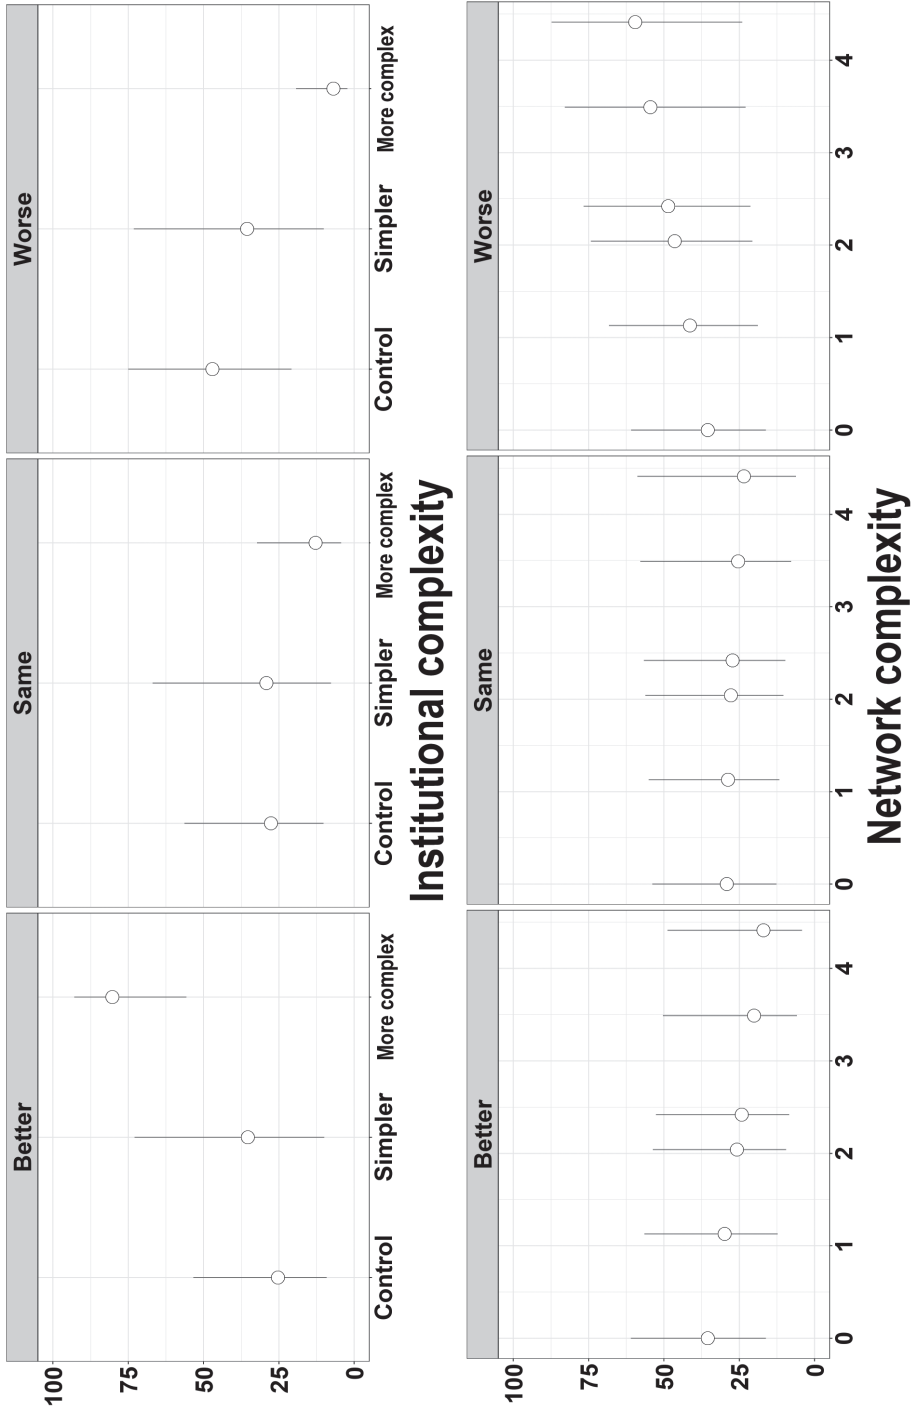 Better Same Worse
100
75
50
25
0
Control Simpler More complex Control Simpler More complex Control Simpler More complex
Institutional complexity
Better Same Worse
100
75
50
25
0
0 1 2 3 4 0 1 2 3 4 0 1 2 3 4
Network complexity